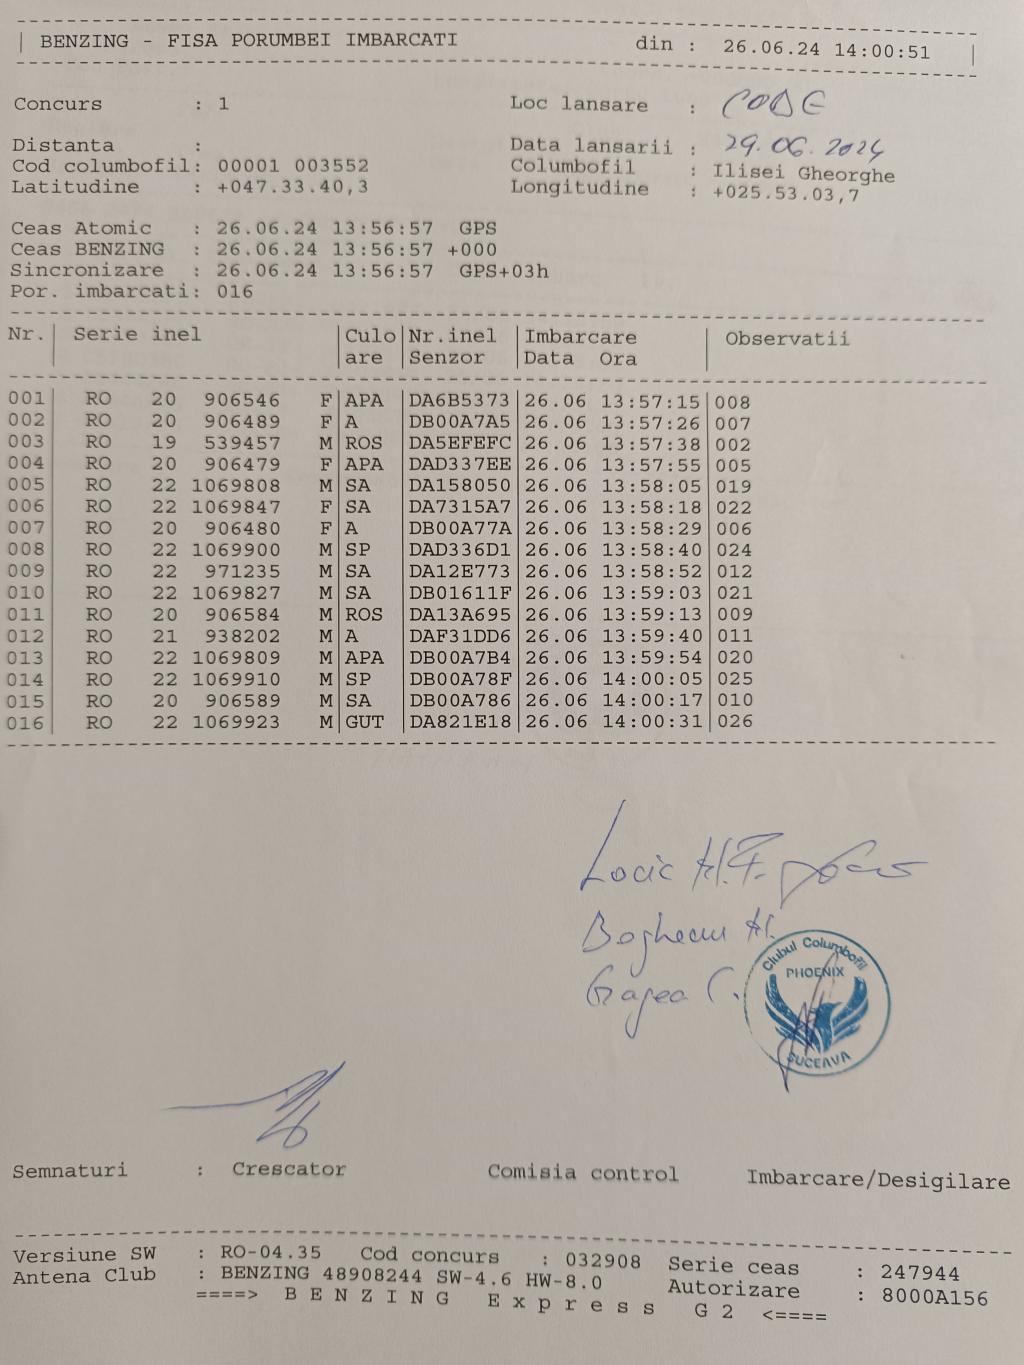 BENZING - FISA PORUMBEI IMBARCATI din : 26.06.24 14:00:51
Concurs : 1 Loc lansare : CODE
Distanta : Data lansarii : 29.06.2024
Cod columbofil: 00001 003552 Columbofil : Ilisei Gheorghe
Latitudine : +047.33.40,3 Longitudine : +025.53.03,7
Ceas Atomic : 26.06.24 13:56:57 GPS
Ceas BENZING : 26.06.24 13:56:57 +000
Sincronizare : 26.06.24 13:56:57 GPS+03h
Por. imbarcati: 016
Nr. Serie inel Culo Nr.inel Imbarcare Observatii
are Senzor Data Ora
001 RO 20 906546 F APA DA6B5373 26.06 13:57:15 008
002 RO 20 906489 F A DB00A7A5 26.06 13:57:26 007
003 RO 19 539457 M ROS DA5EFEFC 26.06 13:57:38 002
004 RO 20 906479 F APA DAD337EE 26.06 13:57:55 005
005 RO 22 1069808 M SA DA158050 26.06 13:58:05 019
006 RO 22 1069847 F SA DA7315A7 26.06 13:58:18 022
007 RO 20 906480 F A DB00A77A 26.06 13:58:29 006
008 RO 22 1069900 M SP DAD336D1 26.06 13:58:40 024
009 RO 22 971235 M SA DA12E773 26.06 13:58:52 012
010 RO 22 1069827 M SA DB01611F 26.06 13:59:03 021
011 RO 20 906584 M ROS DA13A695 26.06 13:59:13 009
012 RO 21 938202 M A DAF31DD6 26.06 13:59:40 011
013 RO 22 1069809 M APA DB00A7B4 26.06 13:59:54 020
014 RO 22 1069910 M SP DB00A78F 26.06 14:00:05 025
015 RO 20 906589 M SA DB00A786 26.06 14:00:17 010
016 RO 22 1069923 M GUT DA821E18 26.06 14:00:31 026
Clubul Columbofil
PHOENIX
SUCEAVA
Semnaturi : Crescator Comisia control Imbarcare/Desigilare
Versiune SW : RO-04.35 Cod concurs : 032908 Serie ceas : 247944
Antena Club : BENZING 48908244 SW-4.6 HW-8.0 Autorizare : 8000A156
====> B E N Z I N G E x p r e s s G 2 <====